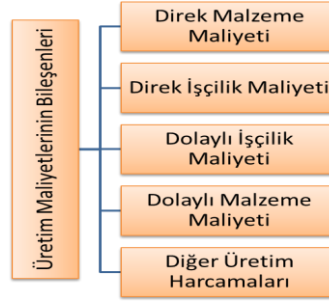 Üretim Maliyetlerinin Bileşenleri
Direk Malzeme
Maliyeti
Direk İşçilik Maliyeti
Dolaylı İşçilik
Maliyeti
Dolaylı Malzeme
Maliyeti
Diğer Üretim
Harcamaları